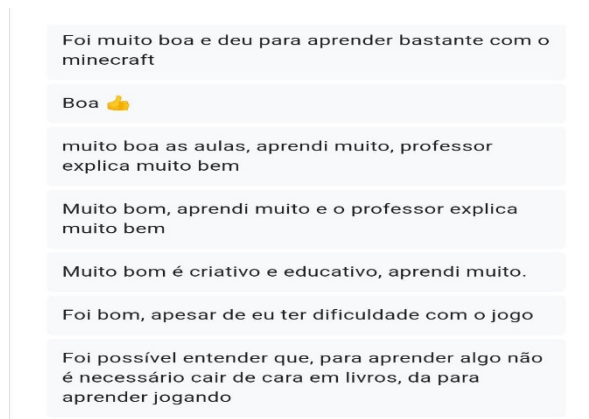 Foi muito boa e deu para aprender bastante com o
minecraft
Boa 👍
muito boa as aulas, aprendi muito, professor
explica muito bem
Muito bom, aprendi muito e o professor explica
muito bem
Muito bom é criativo e educativo, aprendi muito.
Foi bom, apesar de eu ter dificuldade com o jogo
Foi possível entender que, para aprender algo não
é necessário cair de cara em livros, da para
aprender jogando